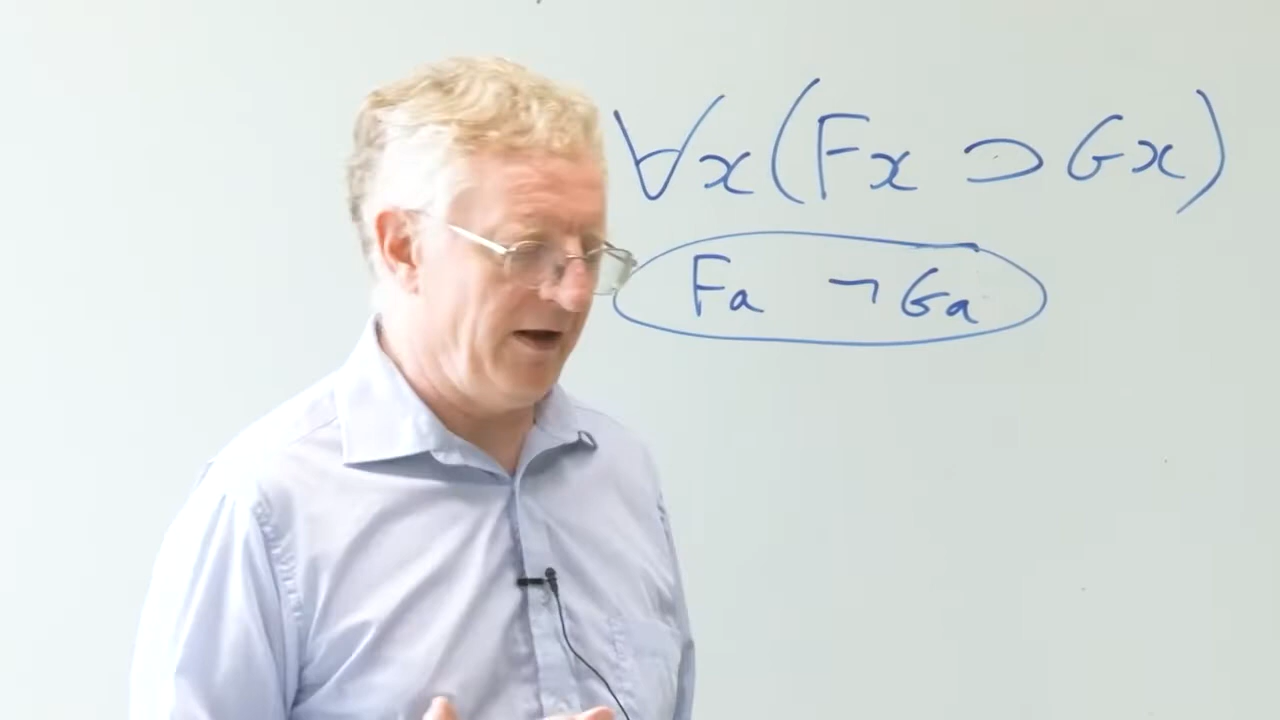 ∀x(Fx ⊃ Gx)
Fa ¬Ga